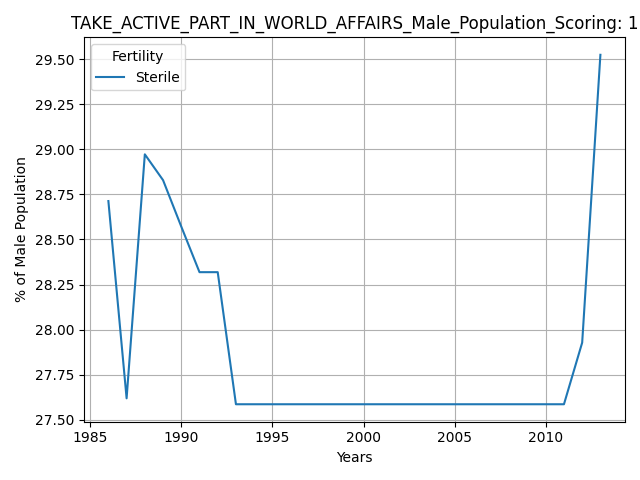 TAKE_ACTIVE_PART_IN_WORLD_AFFAIRS_Male_Population_Scoring: 1
Fertility
Sterile
% of Male Population
29.50
29.25
29.00
28.75
28.50
28.25
28.00
27.75
27.50
1985 1990 1995 2000 2005 2010
Years